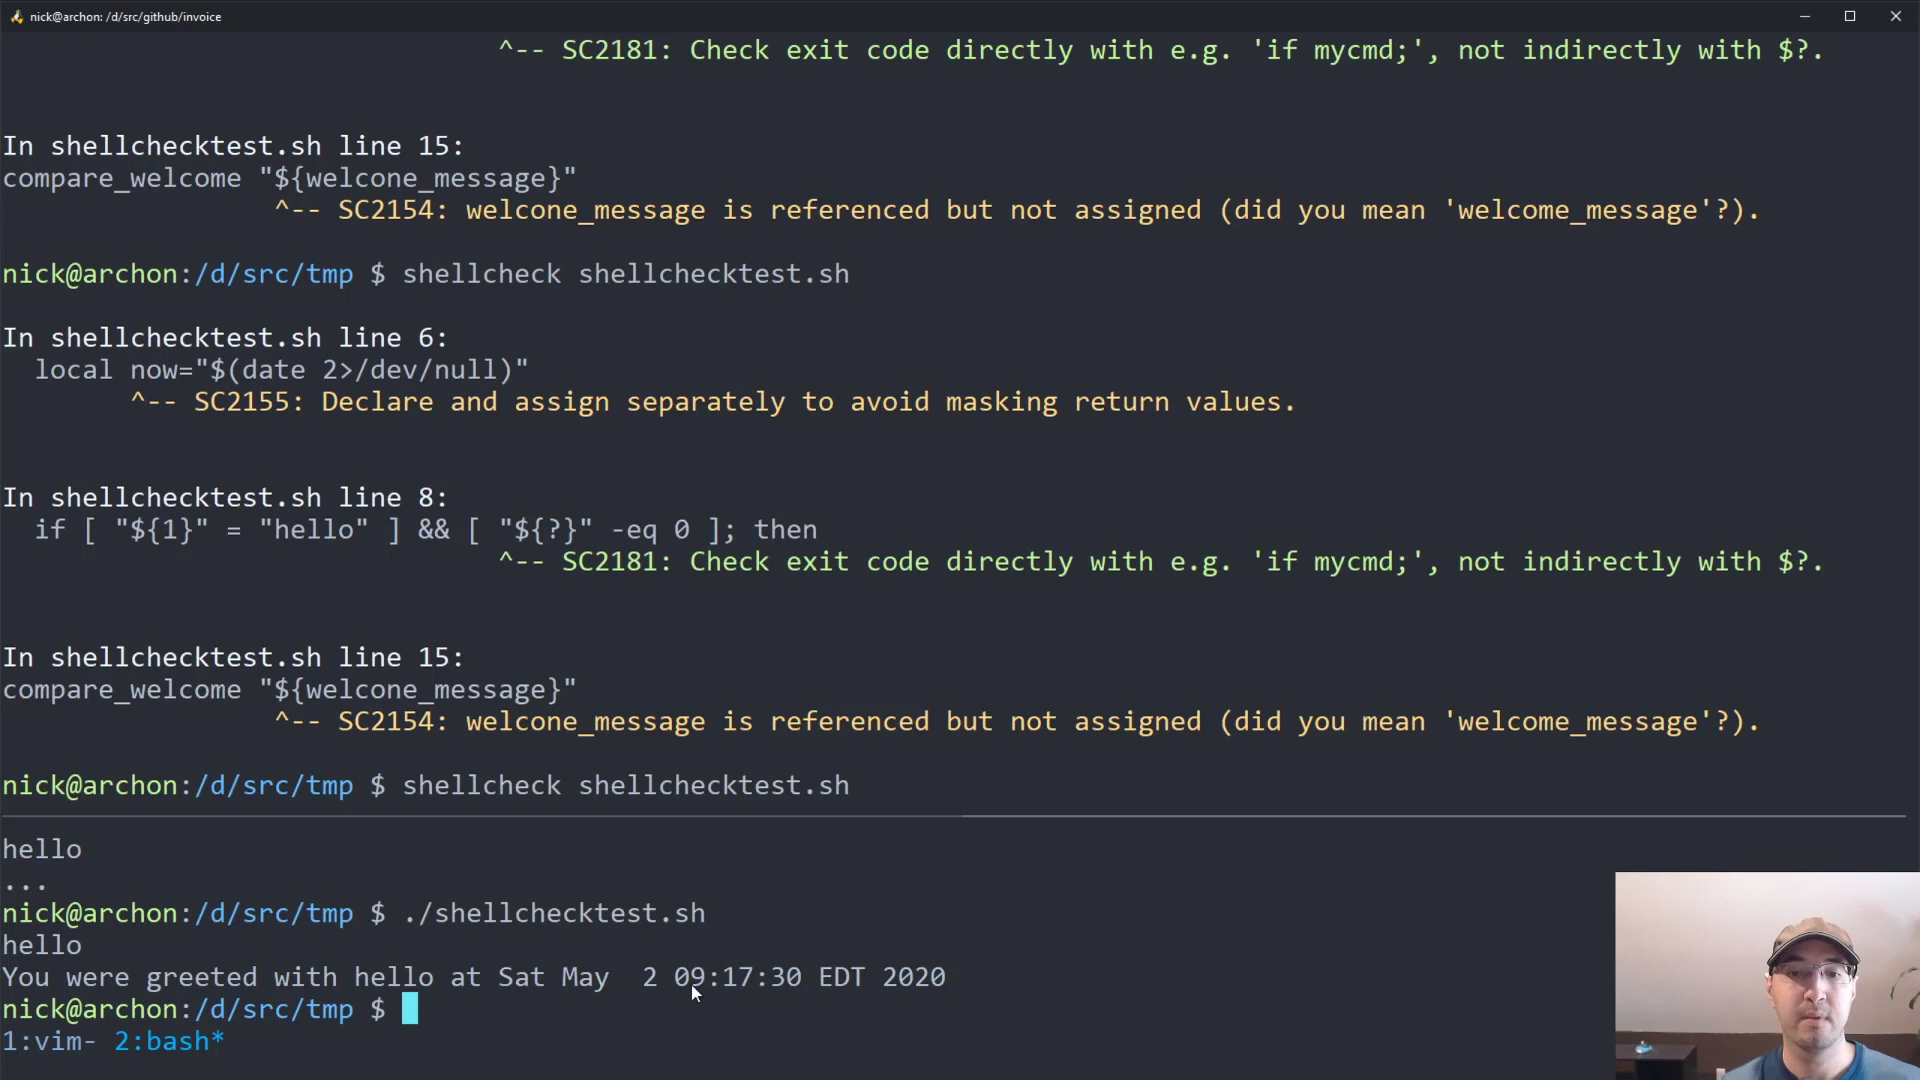 nick@archon: /d/src/github/invoice
^-- SC2181: Check exit code directly with e.g. 'if mycmd;', not indirectly with $?.
In shellchecktest.sh line 15:
compare_welcome "${welcone_message}"
^-- SC2154: welcone_message is referenced but not assigned (did you mean 'welcome_message'?).
nick@archon:/d/src/tmp $ shellcheck shellchecktest.sh
In shellchecktest.sh line 6:
local now="$(date 2>/dev/null)"
^-- SC2155: Declare and assign separately to avoid masking return values.
In shellchecktest.sh line 8:
if [ "${1}" = "hello" ] && [ "${?}" -eq 0 ]; then
^-- SC2181: Check exit code directly with e.g. 'if mycmd;', not indirectly with $?.
In shellchecktest.sh line 15:
compare_welcome "${welcone_message}"
^-- SC2154: welcone_message is referenced but not assigned (did you mean 'welcome_message'?).
nick@archon:/d/src/tmp $ shellcheck shellchecktest.sh
hello
...
nick@archon:/d/src/tmp $ ./shellchecktest.sh
hello
You were greeted with hello at Sat May  2 09:17:30 EDT 2020
nick@archon:/d/src/tmp $
1:vim- 2:bash*